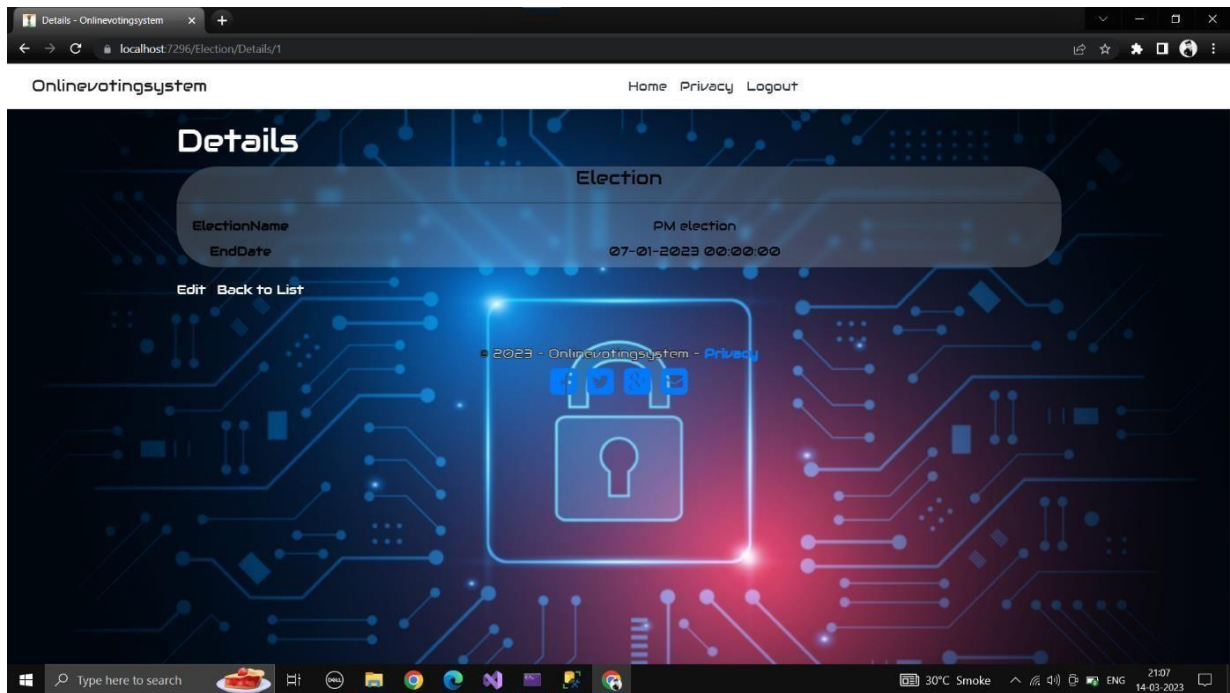 Details - Onlinevotingsystem
localhost:7296/Election/Details/1
Onlinevotingsystem Home Privacy Logout
Details
Election
ElectionName PM election
EndDate 07-01-2023 00:00:00
Edit Back to List
© 2023 - Onlinevotingsystem - Privacy
Type here to search DELL 30°C Smoke ENG 21:07
14-03-2023